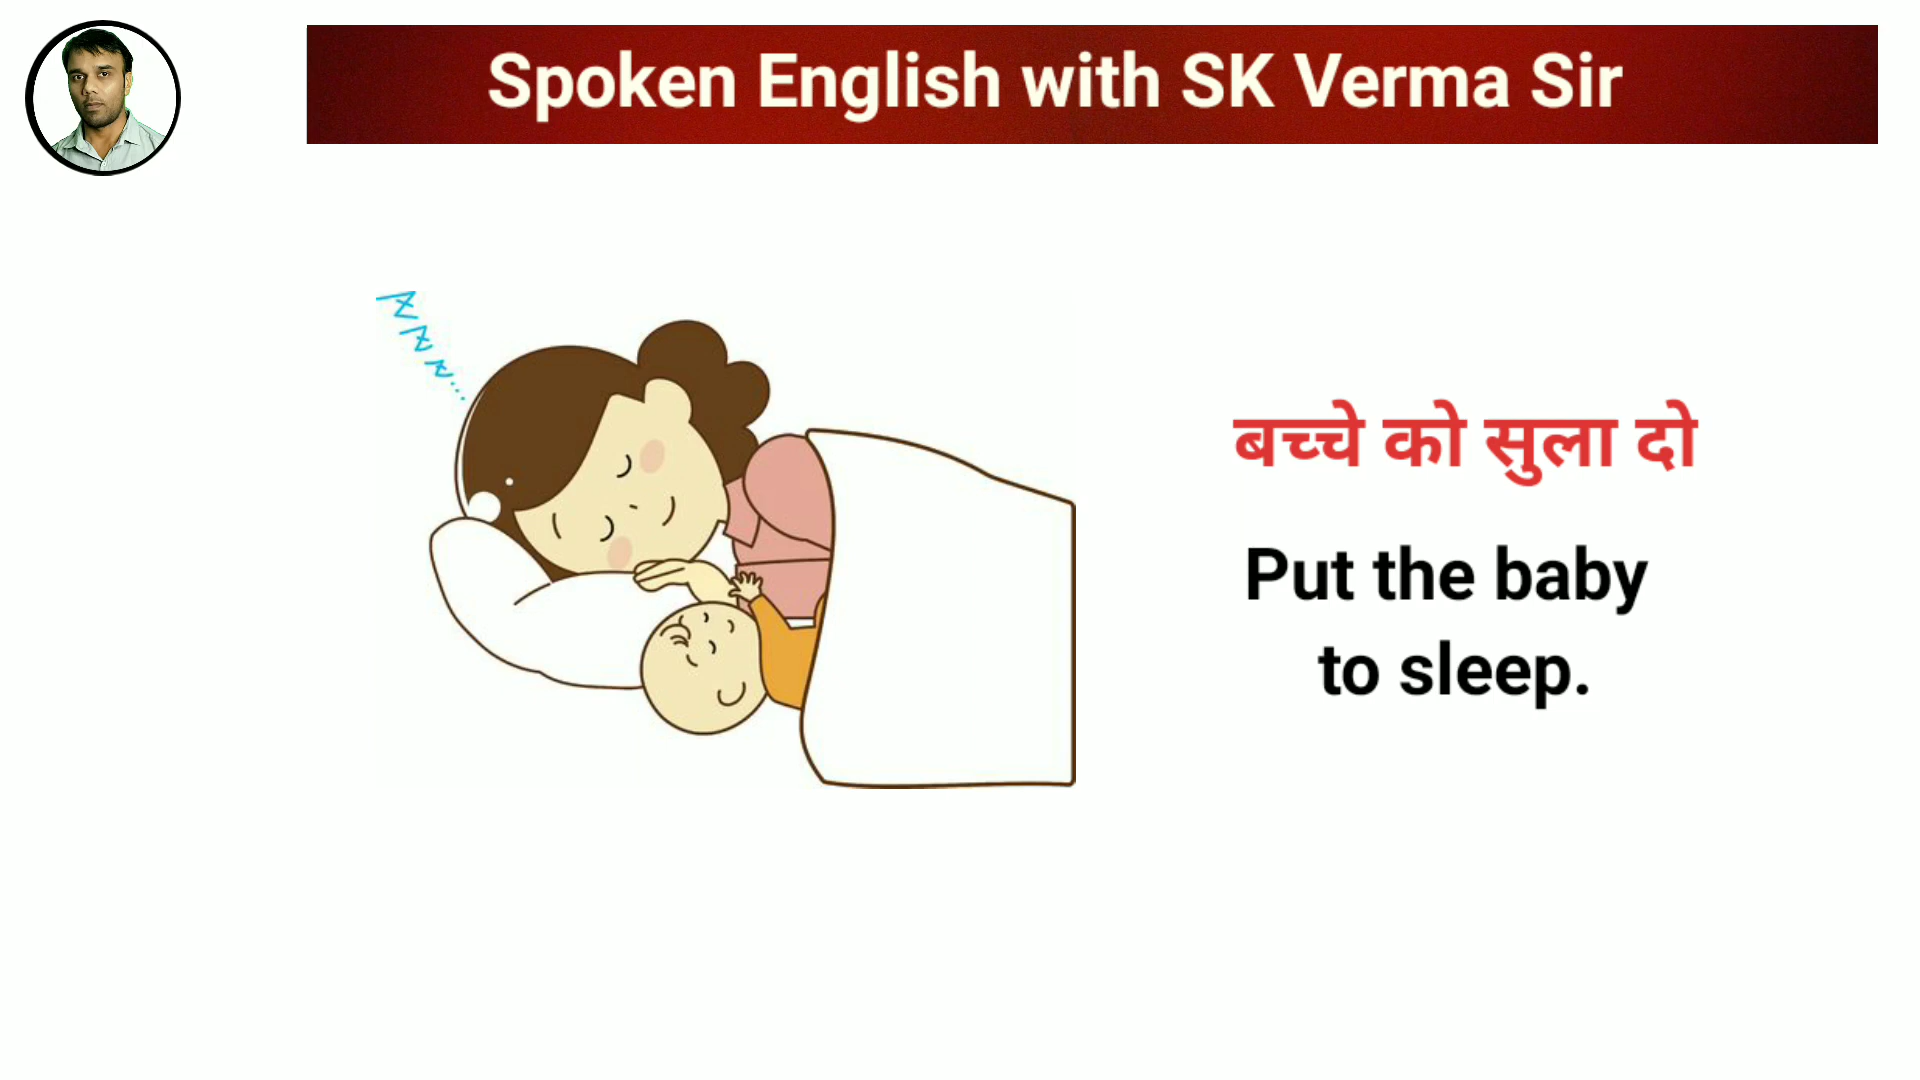 Spoken English with SK Verma Sir
बच्चे को सुला दो
Put the baby
to sleep.